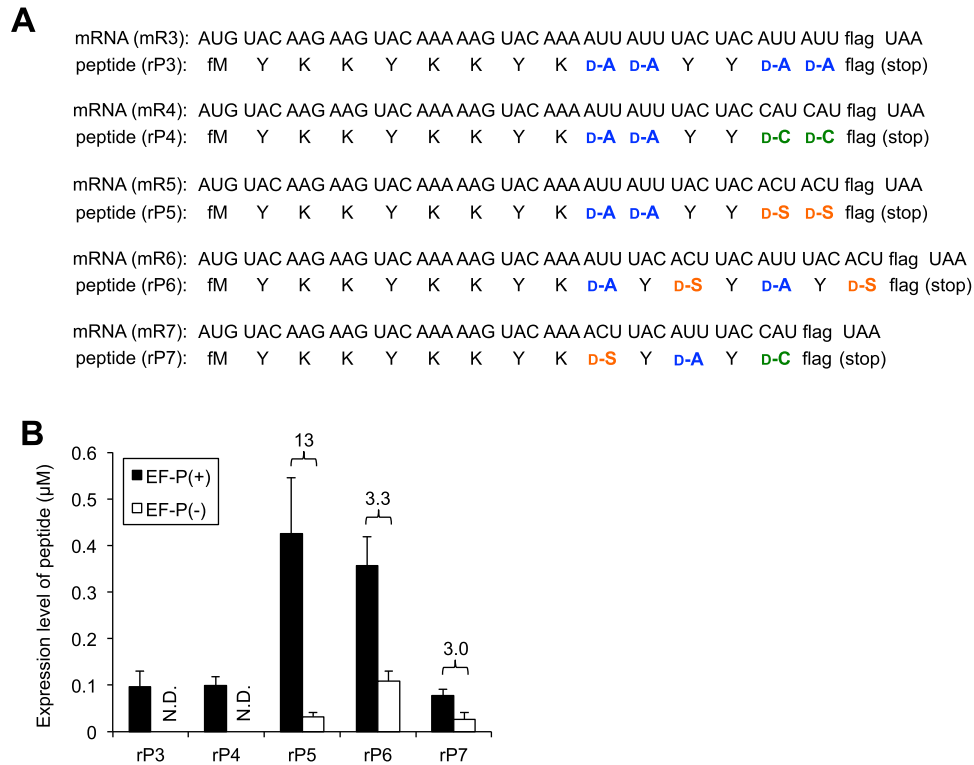 A
mRNA (mR3): AUG UAC AAG AAG UAC AAA AAG UAC AAA AUU AUU UAC UAC AUU AUU flag UAA
peptide (rP3): fM Y K K Y K K Y K D-A D-A Y Y D-A D-A flag (stop)
mRNA (mR4): AUG UAC AAG AAG UAC AAA AAG UAC AAA AUU AUU UAC UAC CAU CAU flag UAA
peptide (rP4): fM Y K K Y K K Y K D-A D-A Y Y D-C D-C flag (stop)
mRNA (mR5): AUG UAC AAG AAG UAC AAA AAG UAC AAA AUU AUU UAC UAC ACU ACU flag UAA
peptide (rP5): fM Y K K Y K K Y K D-A D-A Y Y D-S D-S flag (stop)
mRNA (mR6): AUG UAC AAG AAG UAC AAA AAG UAC AAA AUU UAC ACU UAC AUU UAC ACU flag UAA
peptide (rP6): fM Y K K Y K K Y K D-A Y D-S Y D-A Y D-S flag (stop)
mRNA (mR7): AUG UAC AAG AAG UAC AAA AAG UAC AAA ACU UAC AUU UAC CAU flag UAA
peptide (rP7): fM Y K K Y K K Y K D-S Y D-A Y D-C flag (stop)
B
Expression level of peptide (µM)
0.6
0.5
0.4
0.3
0.2
0.1
0
EF-P(+)
EF-P(-)
N.D.
N.D.
13
3.3
3.0
rP3 rP4 rP5 rP6 rP7